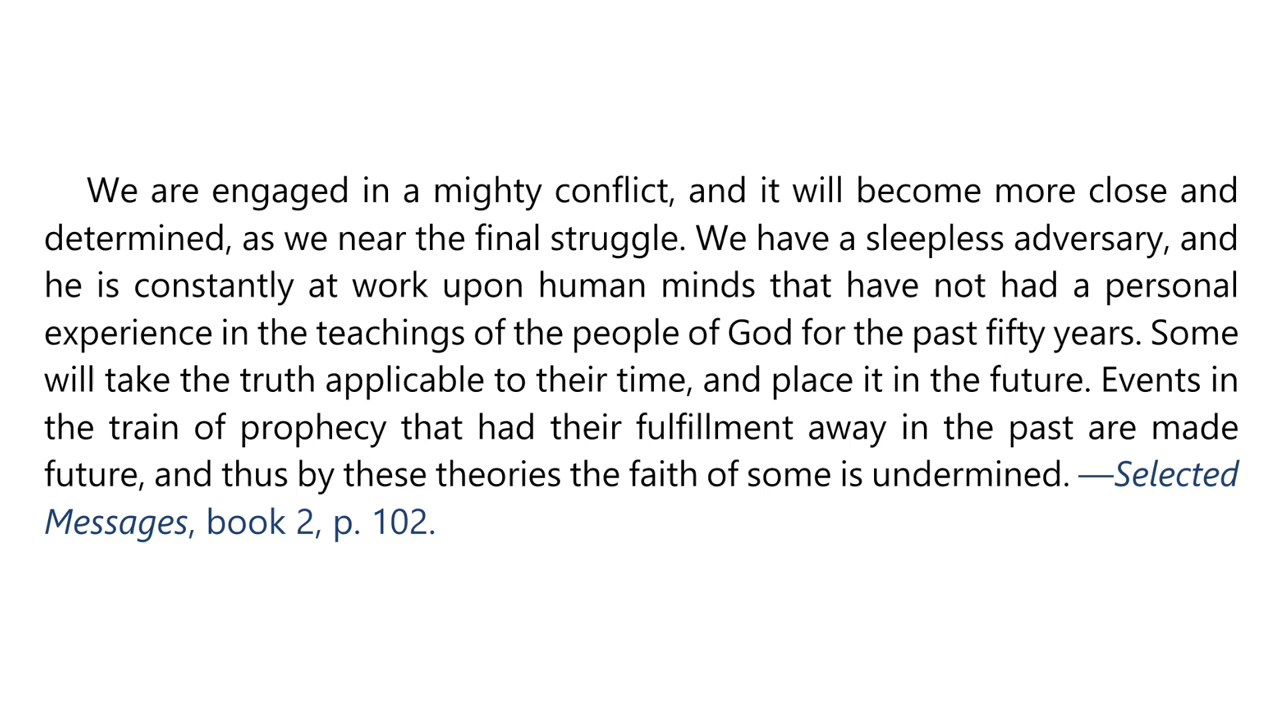 We are engaged in a mighty conflict, and it will become more close and
determined, as we near the final struggle. We have a sleepless adversary, and
he is constantly at work upon human minds that have not had a personal
experience in the teachings of the people of God for the past fifty years. Some
will take the truth applicable to their time, and place it in the future. Events in
the train of prophecy that had their fulfillment away in the past are made
future, and thus by these theories the faith of some is undermined. —Selected
Messages, book 2, p. 102.